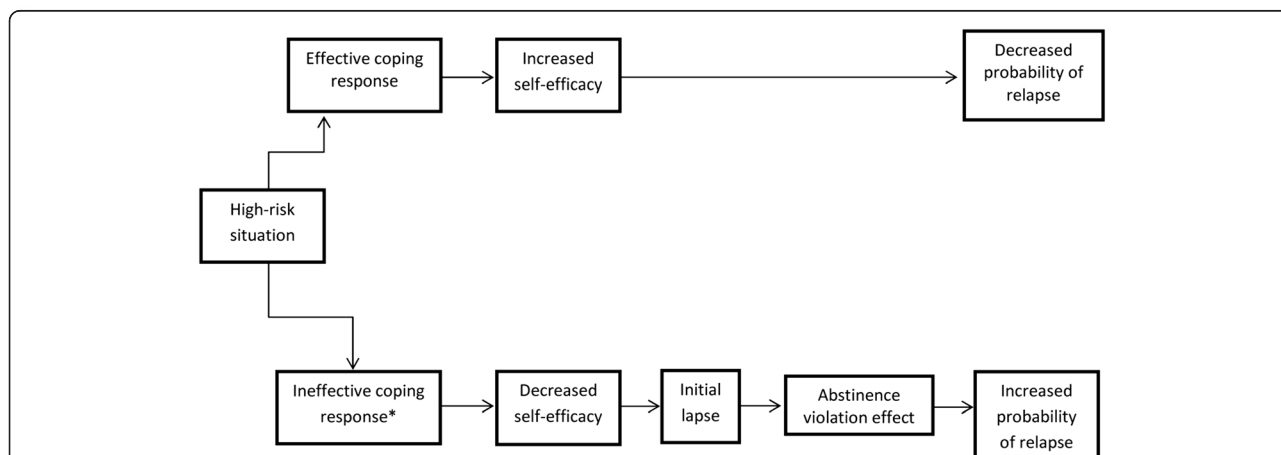 Effective coping
response
Increased
self-efficacy
Decreased
probability of
relapse
High-risk
situation
Ineffective coping
response*
Decreased
self-efficacy
Initial
lapse
Abstinence
violation effect
Increased
probability
of relapse